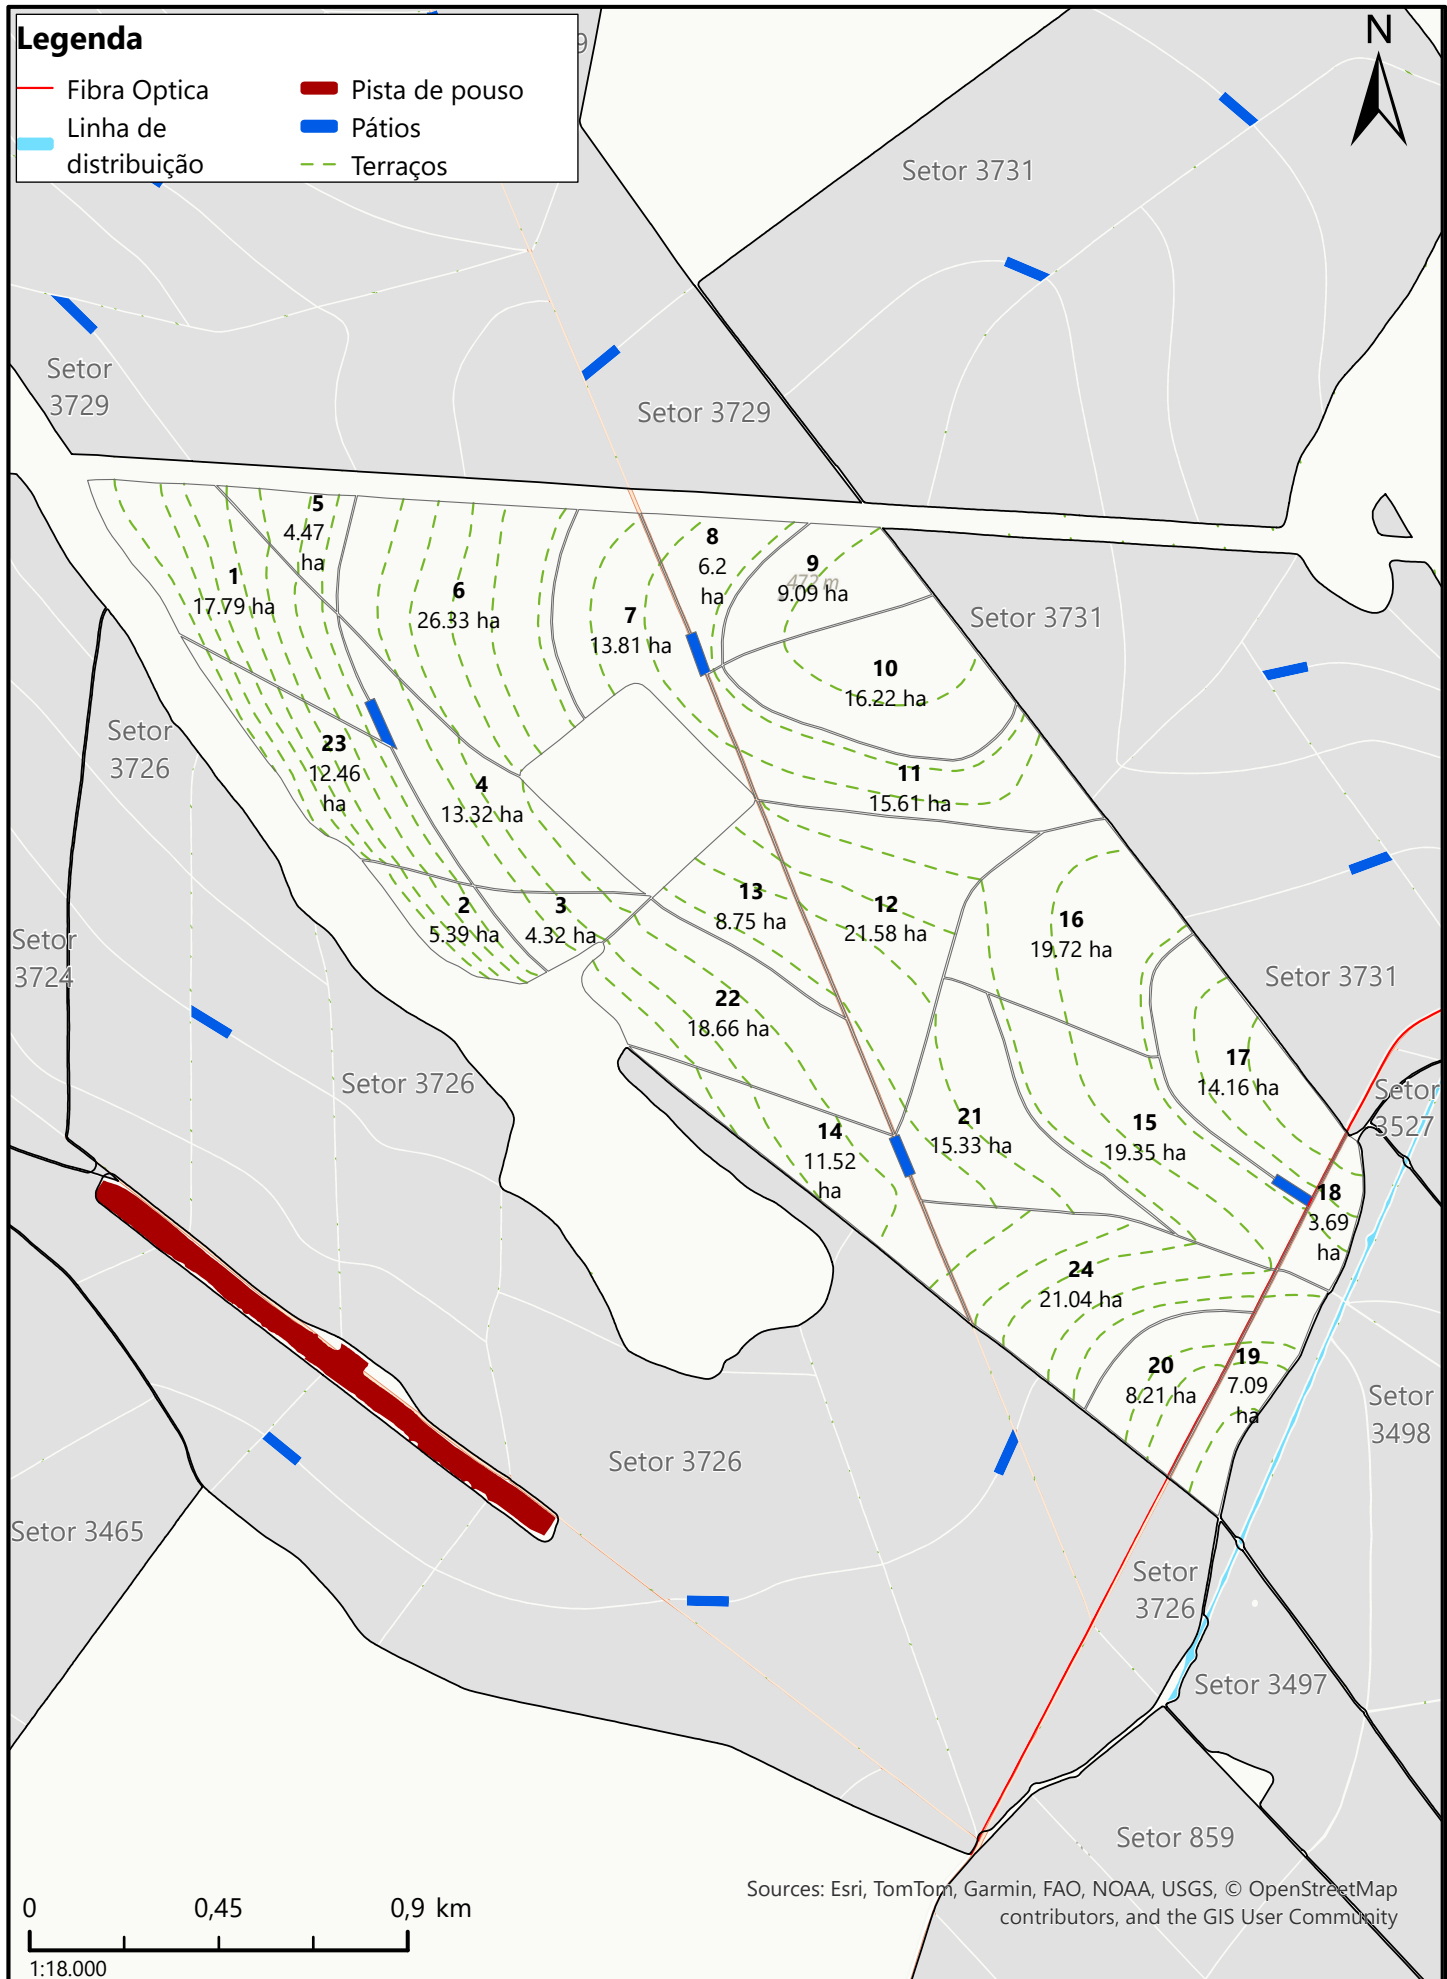 Legenda
Fibra Optica
Linha de
distribuição
Pista de pouso
Pátios
Terraços
9
N
Setor 3731
Setor
3729
Setor 3729
5
4.47
ha
1
17.79 ha
6
26.33 ha
8
6.2
ha
9
472 m
9.09 ha
7
13.81 ha
Setor 3731
10
16.22 ha
Setor
3726
23
12.46
ha
4
13.32 ha
11
15.61 ha
2
5.39 ha
3
4.32 ha
13
8.75 ha
12
21.58 ha
16
19.72 ha
Setor
3724
Setor 3731
22
18.66 ha
Setor 3726
17
14.16 ha
Setor
3527
14
11.52
ha
21
15.33 ha
15
19.35 ha
18
3.69
ha
24
21.04 ha
20
8.21 ha
19
7.09
ha
Setor
3498
Setor 3726
Setor 3465
Setor
3726
Setor 3497
Setor 859
Sources: Esri, TomTom, Garmin, FAO, NOAA, USGS, © OpenStreetMap
contributors, and the GIS User Community
0 0,45 0,9 km
1:18.000